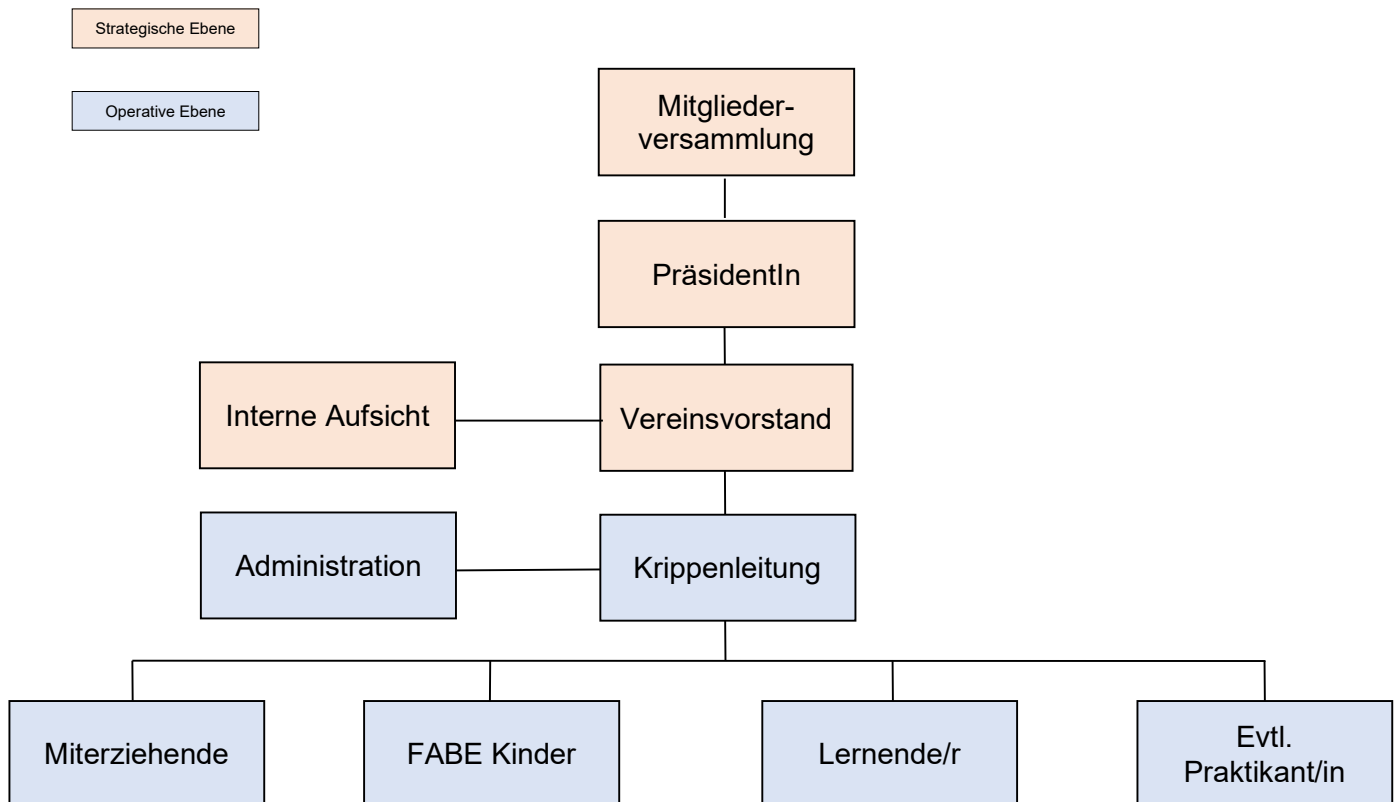 Strategische Ebene
Operative Ebene
Mitglieder-
versammlung
PräsidentIn
Interne Aufsicht
Vereinsvorstand
Administration
Krippenleitung
Miterziehende
FABE Kinder
Lernende/r
Evtl.
Praktikant/in